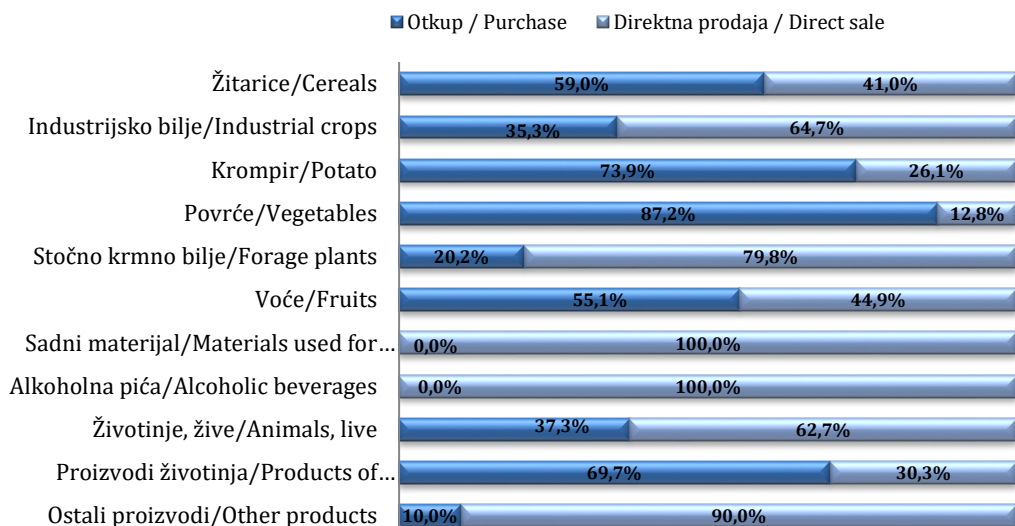 Otkup / Purchase Direktna prodaja / Direct sale
Žitarice/Cereals 59,0% 41,0%
Industrijsko bilje/Industrial crops 35,3% 64,7%
Krompir/Potato 73,9% 26,1%
Povrće/Vegetables 87,2% 12,8%
Stočno krmno bilje/Forage plants 20,2% 79,8%
Voće/Fruits 55,1% 44,9%
Sadni materijal/Materials used for... 0,0% 100,0%
Alkoholna pića/Alcoholic beverages 0,0% 100,0%
Životinje, žive/Animals, live 37,3% 62,7%
Proizvodi životinja/Products of... 69,7% 30,3%
Ostali proizvodi/Other products 10,0% 90,0%